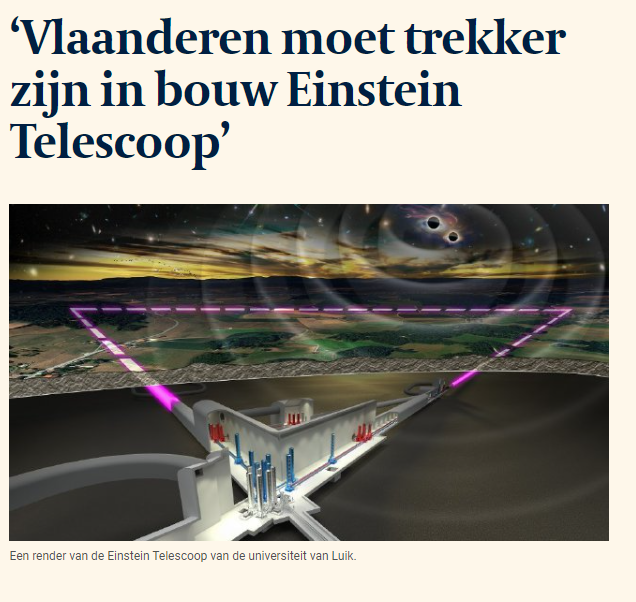 ‘Vlaanderen moet trekker
zijn in bouw Einstein
Telescoop’
Een render van de Einstein Telescoop van de universiteit van Luik.